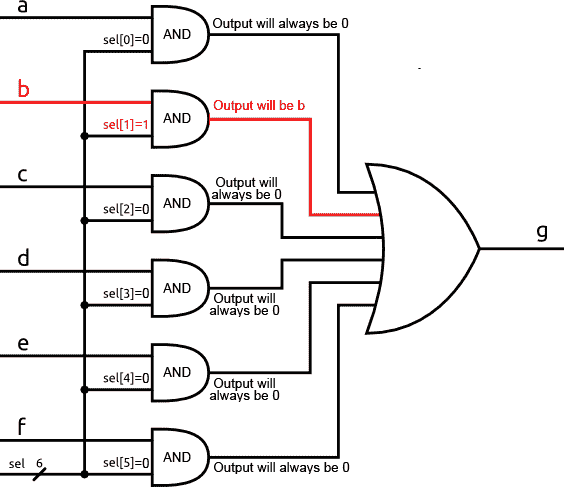 a
Output will always be 0
AND
sel[0]=0
b
Output will be b
AND
sel[1]=1
c
Output will
always be 0
AND
sel[2]=0
g
d
AND
sel[3]=0
Output will
always be 0
e
AND
sel[4]=0
Output will
always be 0
f
AND
sel 6
sel[5]=0
Output will always be 0